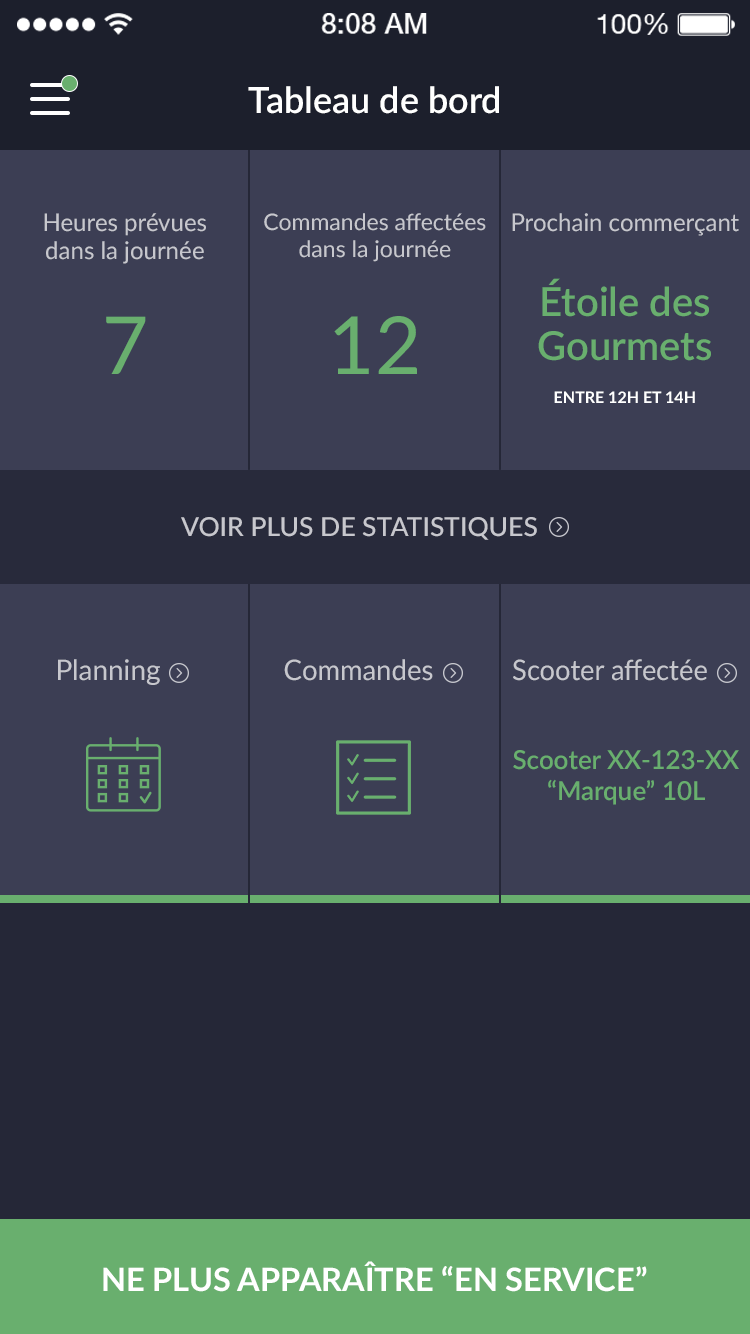 8:08 AM
100%
Tableau de bord
Heures prévues
dans la journée
7
Commandes affectées
dans la journée
12
Prochain commerçant
Étoile des
Gourmets
ENTRE 12H ET 14H
VOIR PLUS DE STATISTIQUES
Planning
Commandes
Scooter affectée
Scooter XX-123-XX
“Marque” 10L
NE PLUS APPARAÎTRE “EN SERVICE”